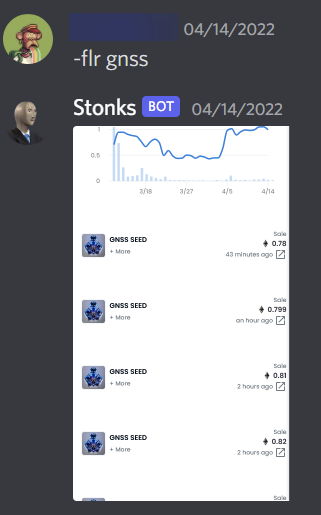 04/14/2022
-flr gnss
Stonks BOT 04/14/2022
1
0.5
0
3/18 3/27 4/5 4/14
Sale
GNSS SEED 0.78
+ More 43 minutes ago
Sale
GNSS SEED 0.799
+ More an hour ago
Sale
GNSS SEED 0.81
+ More 2 hours ago
Sale
GNSS SEED 0.82
+ More 2 hours ago
Sale